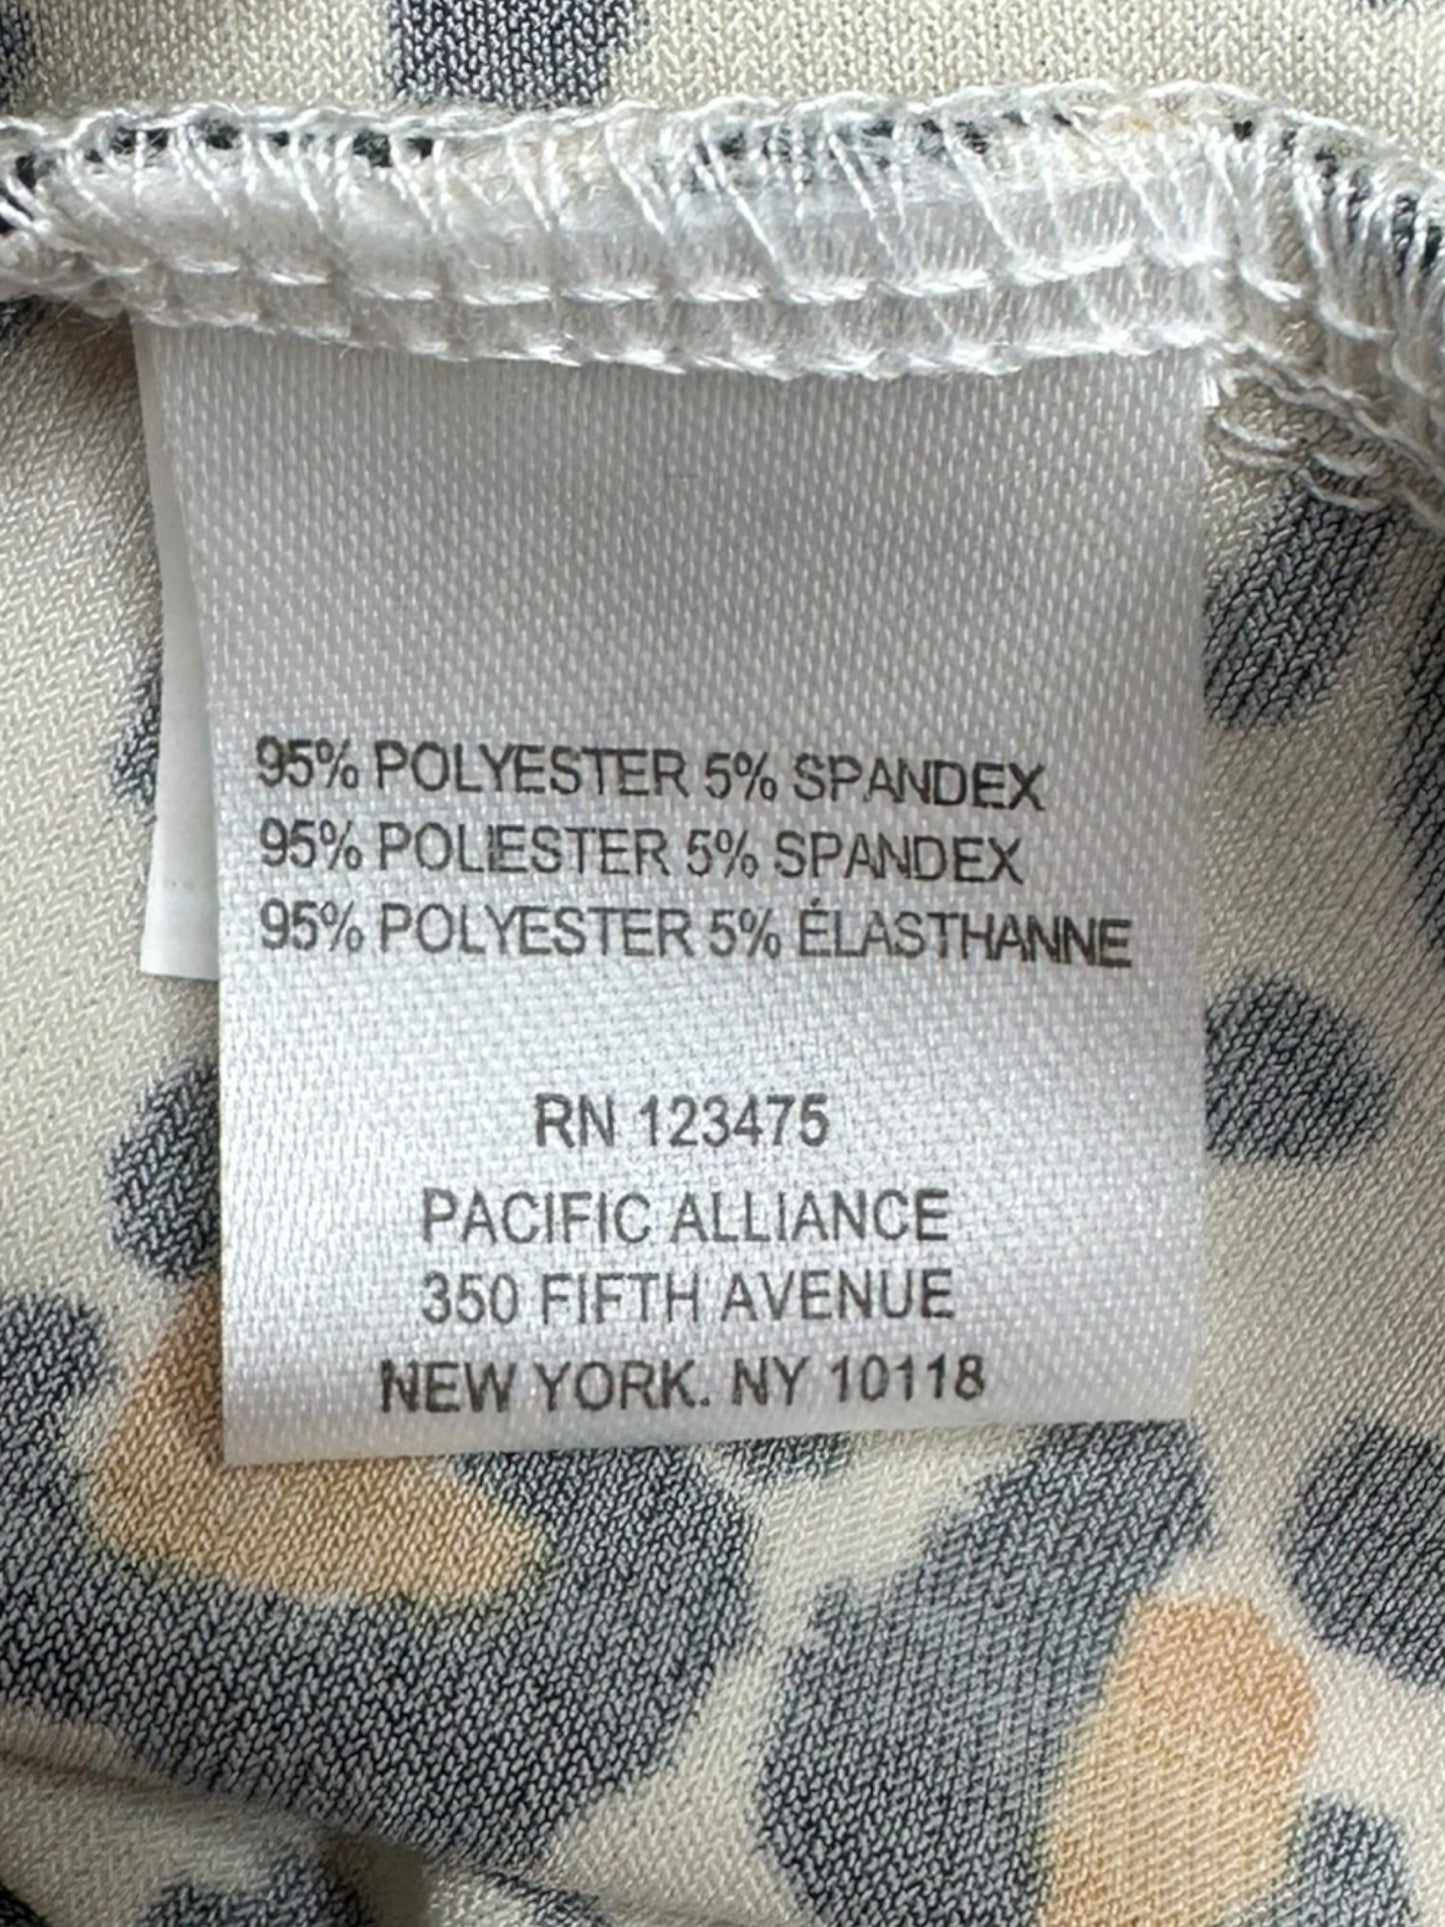 95% POLYESTER 5% SPANDEX
95% POLIESTER 5% SPANDEX
95% POLYESTER 5% ÉLASTHANNE
RN 123475
PACIFIC ALLIANCE
350 FIFTH AVENUE
NEW YORK. NY 10118